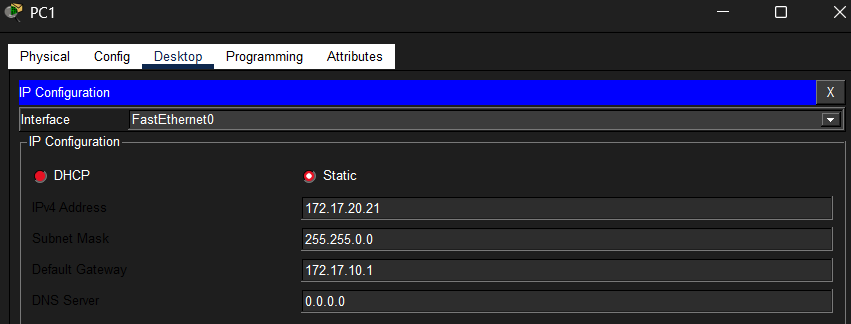 PC1
Physical Config Desktop Programming Attributes
IP Configuration X
Interface FastEthernet0
IP Configuration
DHCP Static
IPv4 Address 172.17.20.21
Subnet Mask 255.255.0.0
Default Gateway 172.17.10.1
DNS Server 0.0.0.0